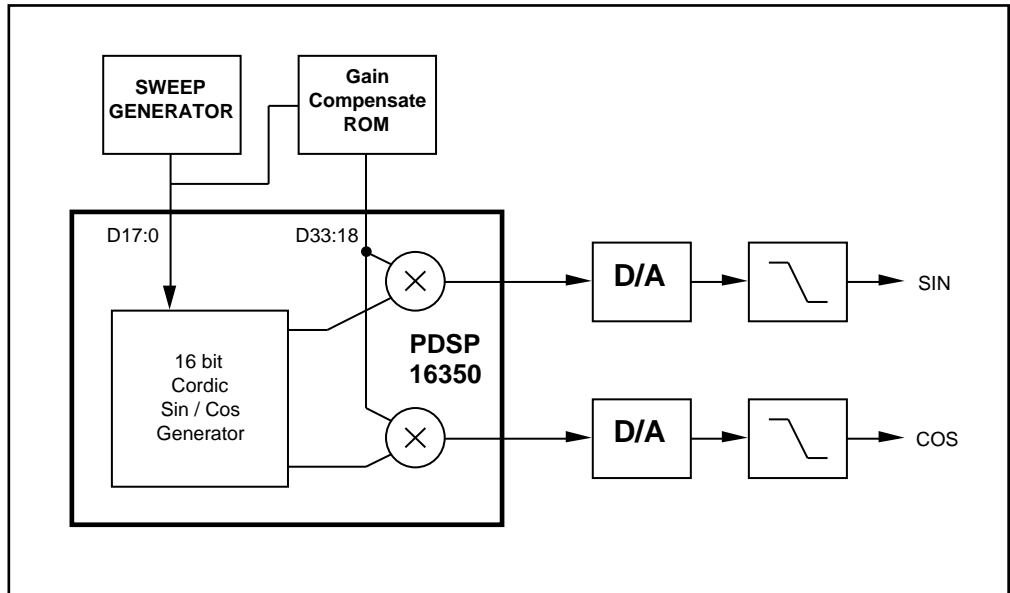 SWEEP
GENERATOR
Gain
Compensate
ROM
D17:0
D33:18
16 bit
Cordic
Sin / Cos
Generator
PDSP
16350
D/A
SIN
D/A
COS